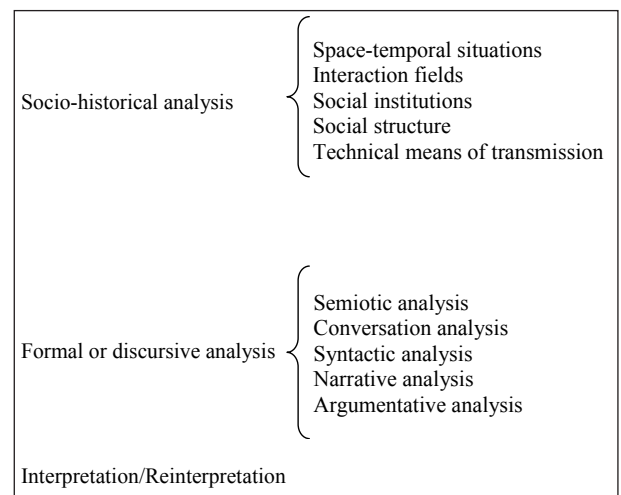 Socio-historical analysis
Space-temporal situations
Interaction fields
Social institutions
Social structure
Technical means of transmission
Formal or discursive analysis
Semiotic analysis
Conversation analysis
Syntactic analysis
Narrative analysis
Argumentative analysis
Interpretation/Reinterpretation